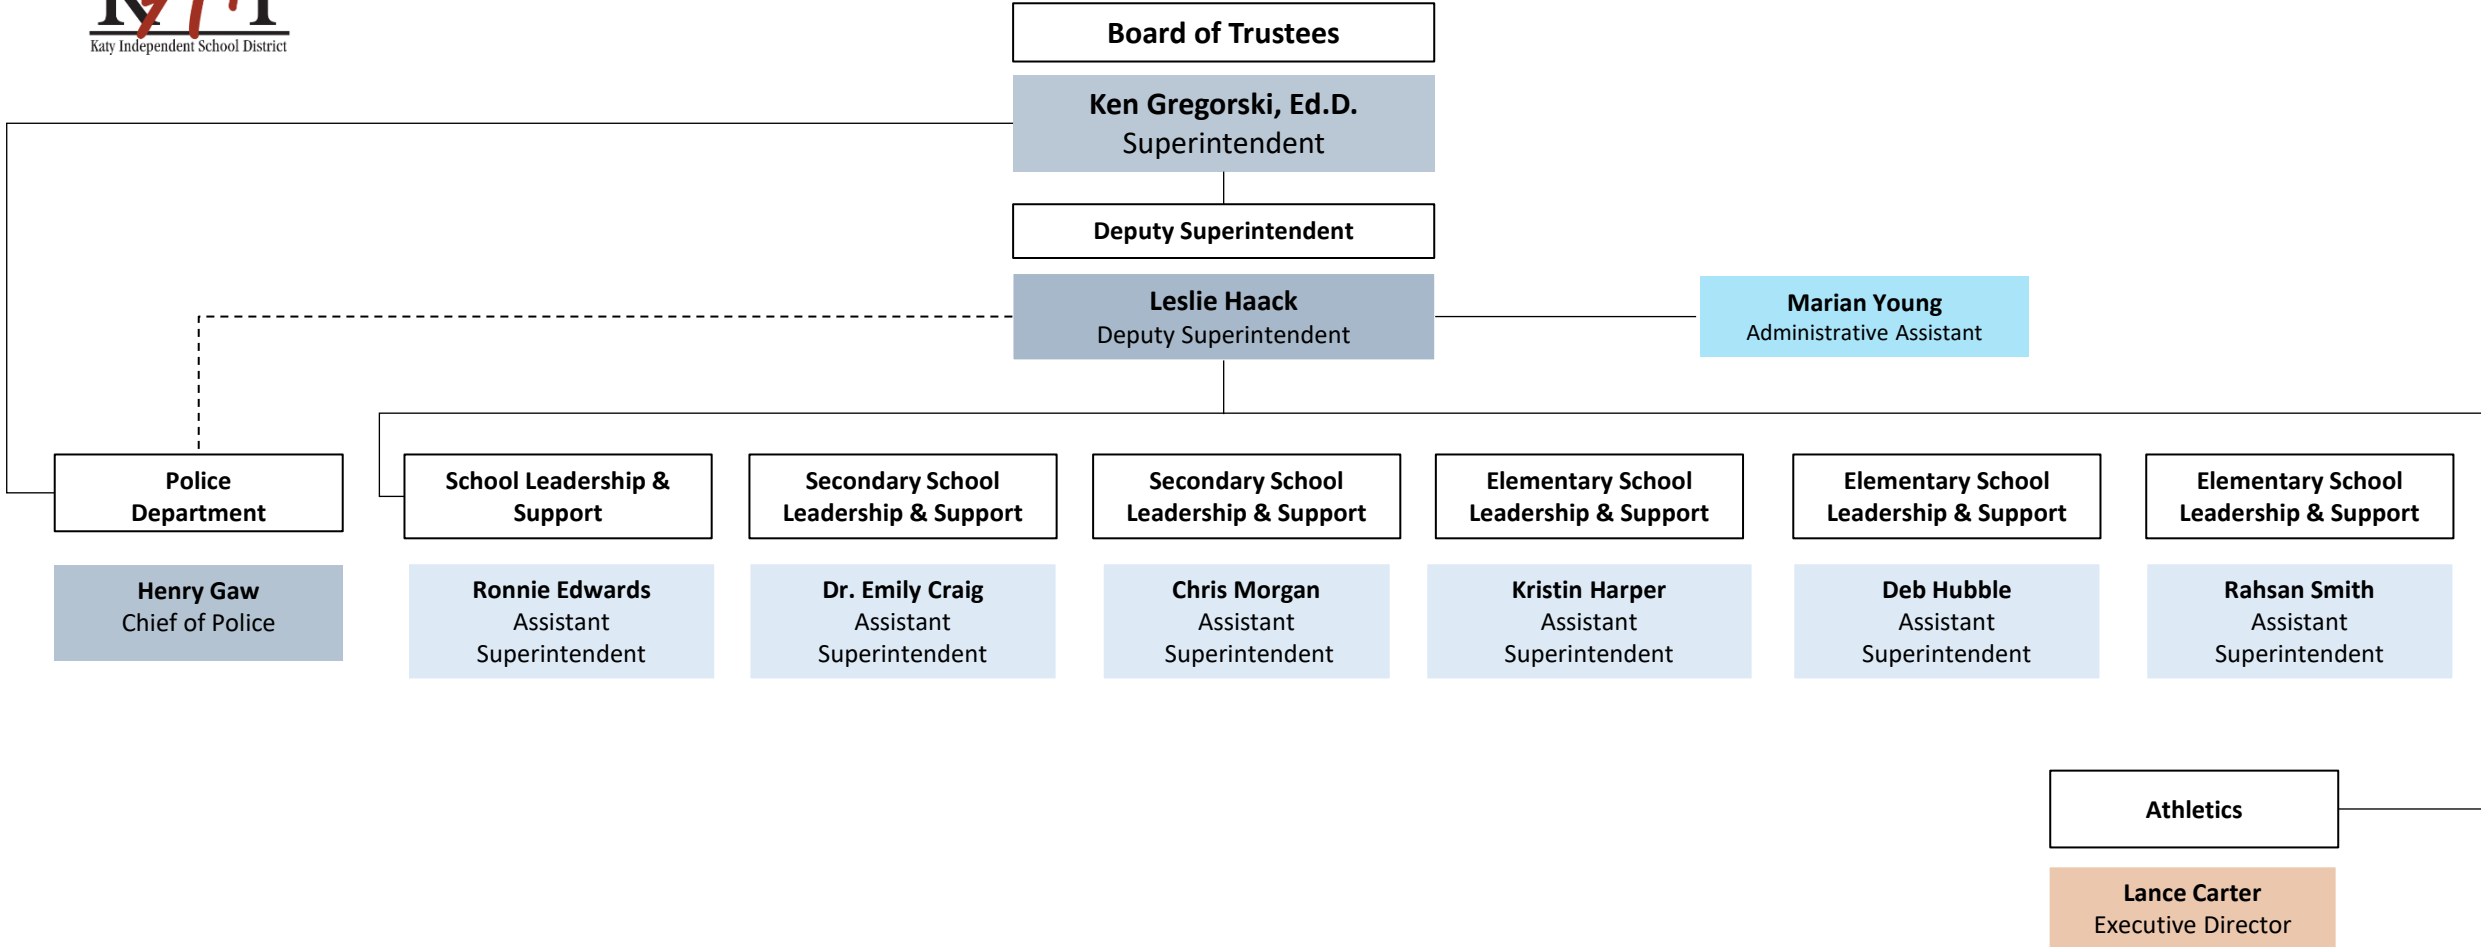 Katy Independent School District
Board of Trustees
Ken Gregorski, Ed.D.
Superintendent
Deputy Superintendent
Leslie Haack
Deputy Superintendent
Marian Young
Administrative Assistant
Police
Department
Henry Gaw
Chief of Police
School Leadership &
Support
Ronnie Edwards
Assistant
Superintendent
Secondary School
Leadership & Support
Dr. Emily Craig
Assistant
Superintendent
Secondary School
Leadership & Support
Chris Morgan
Assistant
Superintendent
Elementary School
Leadership & Support
Kristin Harper
Assistant
Superintendent
Elementary School
Leadership & Support
Deb Hubble
Assistant
Superintendent
Elementary School
Leadership & Support
Rahsan Smith
Assistant
Superintendent
Athletics
Lance Carter
Executive Director